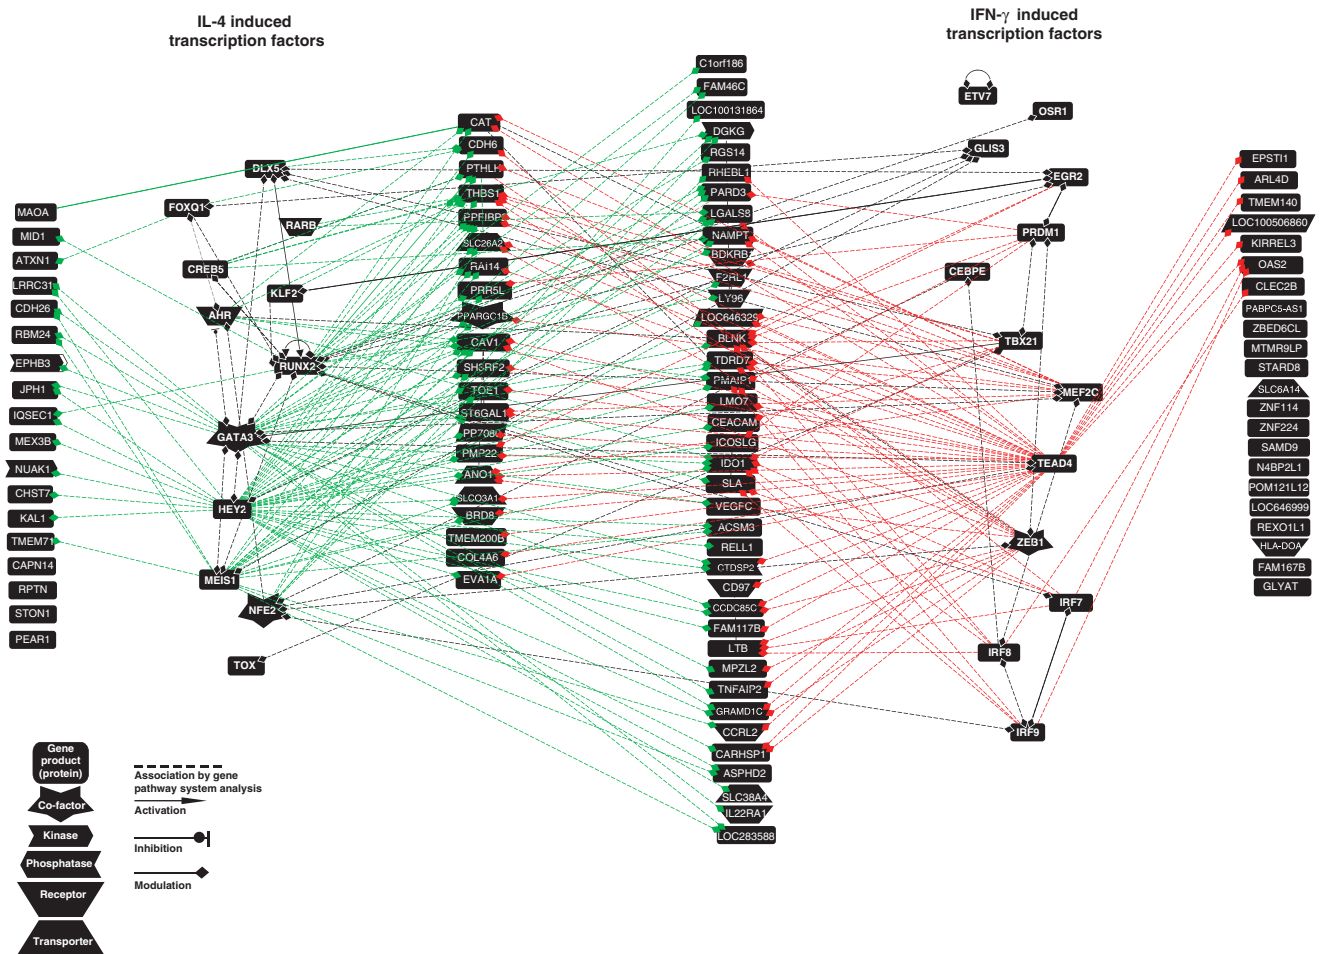 IL-4 induced
transcription factors
IFN-γ induced
transcription factors
MAOA
MID1
ATXN1
LRRC31
CDH26
RBM24
EPHB3
JPH1
IQSEC1
MEX3B
NUAK1
CHST7
KAL1
TMEM71
CAPN14
RPTN
STON1
PEAR1
DLX5
FOXQ1
RARB
CREB5
KLF2
AHR
RUNX2
GATA3
HEY2
MEIS1
NFE2
TOX
CAT
CDH6
PTHLH
THBS1
PPFIBP
SLC26A2
RAI14
PRR5L
PPARGC1B
CAV1
SH3RF2
TOE1
ST6GAL1
PP7080
PMP22
ANO1
SLCO3A1
BRD8
TMEM200B
COL4A6
EVA1A
C1orf186
FAM46C
LOC100131864
DGKG
RGS14
RHEBL1
PARD3
LGALS8
NAMPT
BDKRB
F2RL1
LY96
LOC646329
BLNK
TDRD7
PMAIP1
LMO7
CEACAM
ICOSLG
IDO1
SLA
VEGFC
ACSM3
RELL1
CTDSP2
CD97
CCDC85C
FAM117B
LTB
MPZL2
TNFAIP2
GRAMD1C
CCRL2
CARHSP1
ASPHD2
SLC38A4
IL22RA1
LOC283588
ETV7
OSR1
GLIS3
EGR2
PRDM1
CEBPE
TBX21
MEF2C
TEAD4
ZEB1
IRF7
IRF8
IRF9
EPSTI1
ARL4D
TMEM140
LOC100506860
KIRREL3
OAS2
CLEC2B
PABPC5-AS1
ZBED6CL
MTMR9LP
STARD8
SLC6A14
ZNF114
ZNF224
SAMD9
N4BP2L1
POM121L12
LOC646999
REXO1L1
HLA-DOA
FAM167B
GLYAT
Gene
product
(protein)
Co-factor
Kinase
Phosphatase
Receptor
Transporter
Association by gene
pathway system analysis
Activation
Inhibition
Modulation